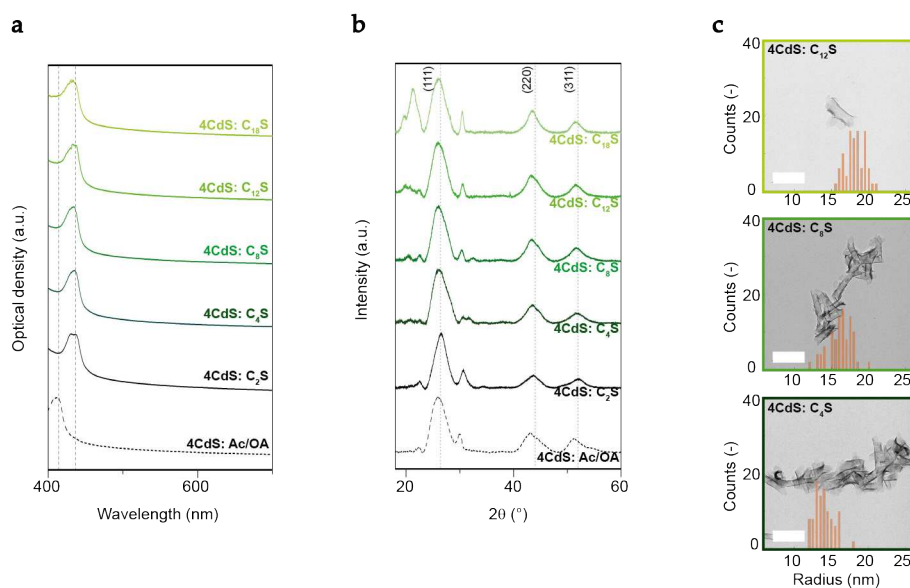 a
b
c
4CdS: C18S
4CdS: C12S
4CdS: C8S
4CdS: C4S
4CdS: C2S
4CdS: Ac/OA
Optical density (a.u.)
400
600
Wavelength (nm)
(111)
(220)
(311)
4CdS: C18S
4CdS: C12S
4CdS: C8S
4CdS: C4S
4CdS: C2S
4CdS: Ac/OA
Intensity (a.u.)
20
40
60
2θ (°)
40
4CdS: C12S
Counts (-)
20
0
10
15
20
25
40
4CdS: C8S
Counts (-)
20
0
10
15
20
25
40
4CdS: C4S
Counts (-)
20
0
10
15
20
25
Radius (nm)